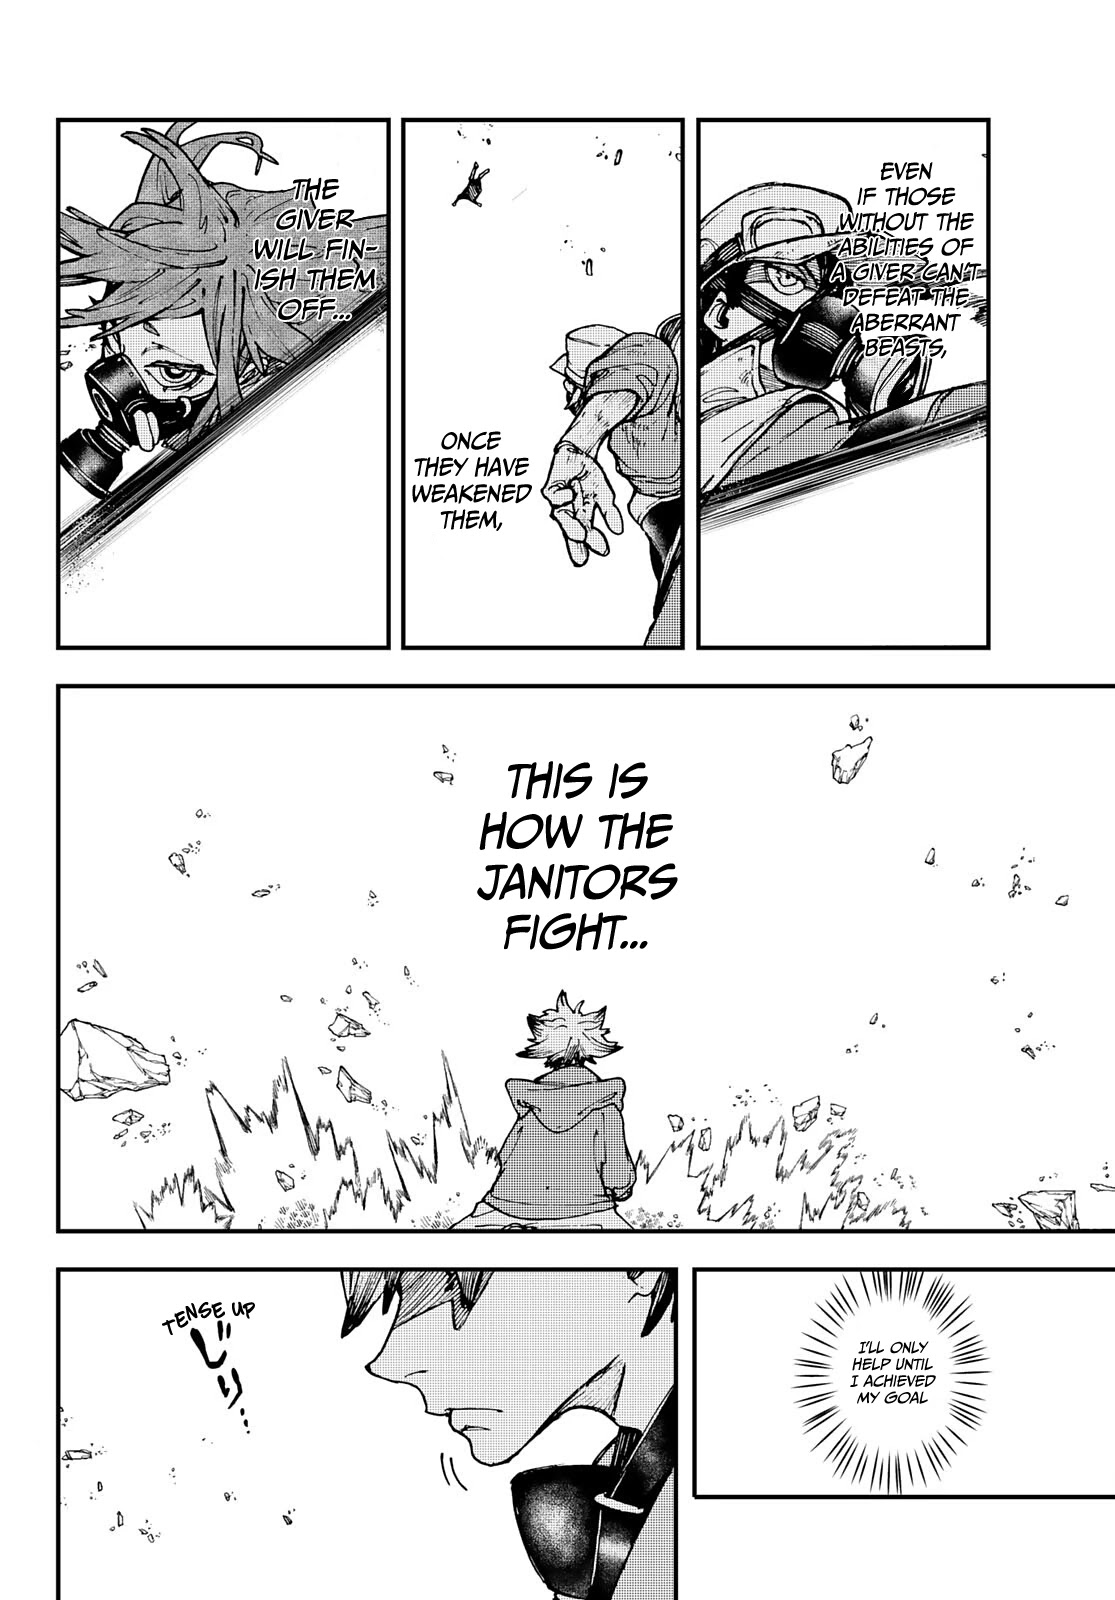 EVEN
IF THOSE
WITHOUT THE
ABILITIES OF
A GIVER CAN'T
DEFEAT THE
ABERRANT
BEASTS,
ONCE
THEY HAVE
WEAKENED
THEM,
THE
GIVER
WILL FIN-
ISH THEM
OFF...
THIS IS
HOW THE
JANITORS
FIGHT...
I'LL ONLY
HELP UNTIL
I ACHIEVED
MY GOAL
TENSE UP
じり…